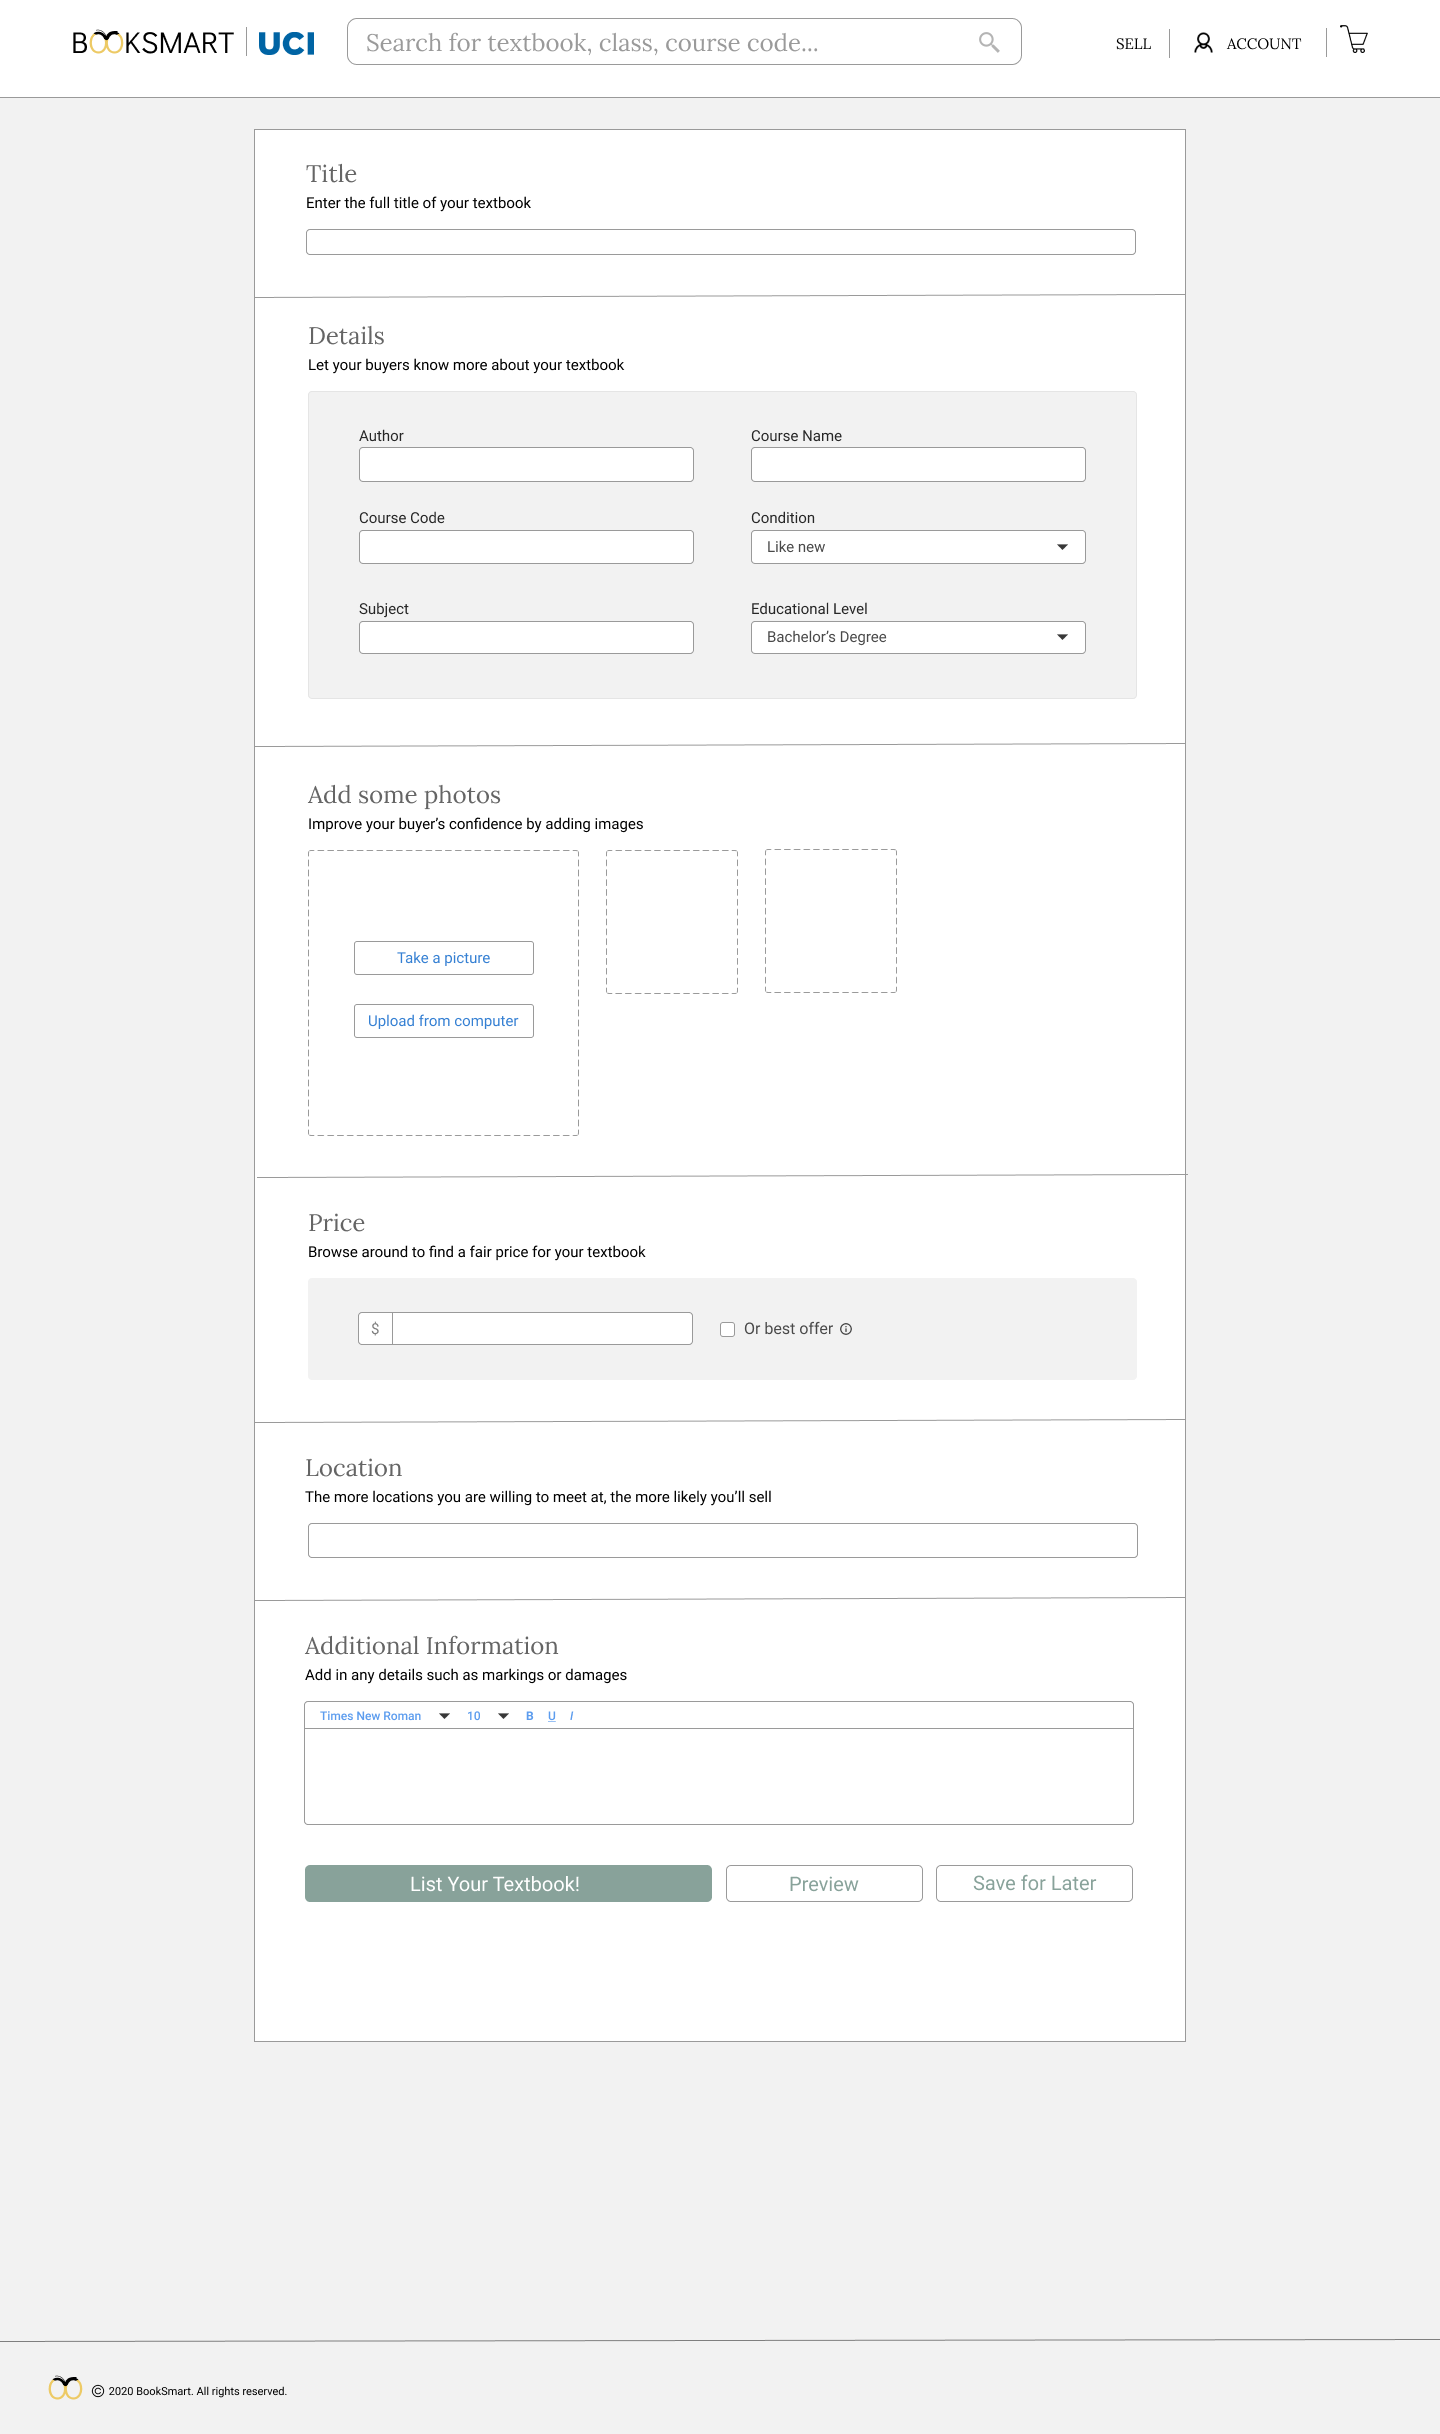 BOOKSMART UCI Search for textbook, class, course code... SELL ACCOUNT
Title
Enter the full title of your textbook
Details
Let your buyers know more about your textbook
Author Course Name
Course Code Condition
Like new
Subject Educational Level
Bachelor’s Degree
Add some photos
Improve your buyer’s confidence by adding images
Take a picture
Upload from computer
Price
Browse around to find a fair price for your textbook
$ Or best offer
Location
The more locations you are willing to meet at, the more likely you’ll sell
Additional Information
Add in any details such as markings or damages
Times New Roman 10 B U I
List Your Textbook! Preview Save for Later
© 2020 BookSmart. All rights reserved.